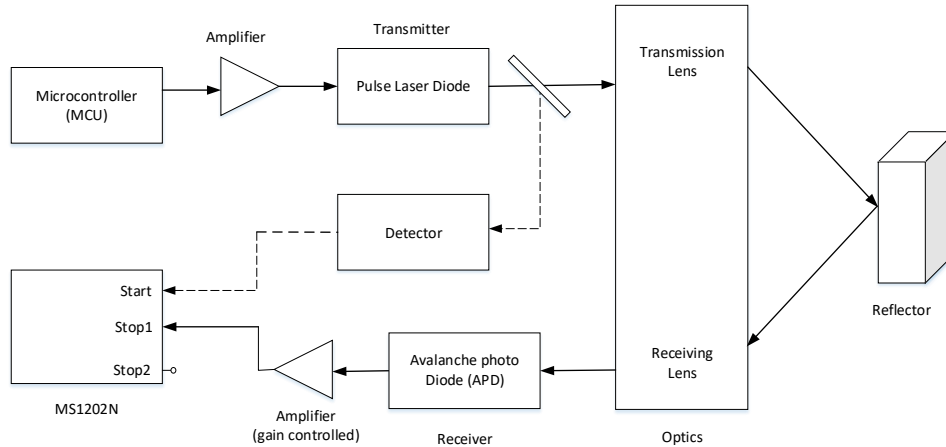 Amplifier
Transmitter
Microcontroller
(MCU)
Pulse Laser Diode
Transmission
Lens
Detector
Start
Stop1
Stop2
MS1202N
Amplifier
(gain controlled)
Avalanche photo
Diode (APD)
Receiver
Receiving
Lens
Optics
Reflector